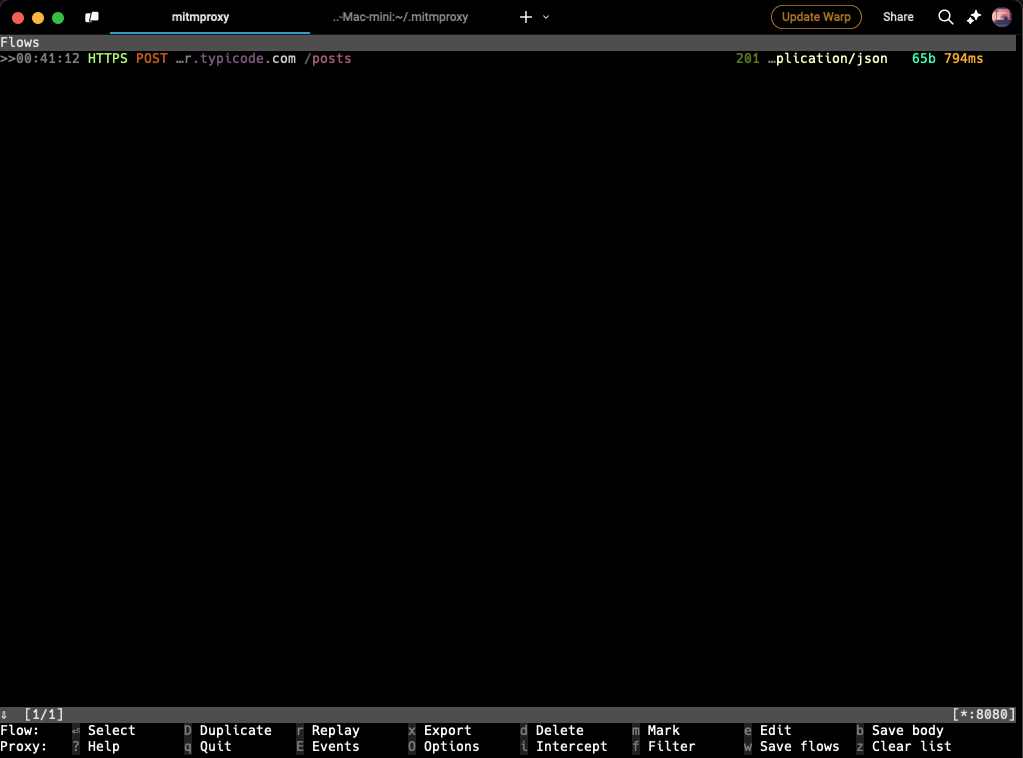 mitmproxy ..-Mac-mini:~/.mitmproxy Update Warp Share
Flows
>>00:41:12 HTTPS POST …r.typicode.com /posts 201 …plication/json 65b 794ms
⇩ [1/1] [*:8080]
Flow: ⏎ Select D Duplicate r Replay x Export d Delete m Mark e Edit b Save body
Proxy: ? Help q Quit E Events O Options i Intercept f Filter w Save flows z Clear list